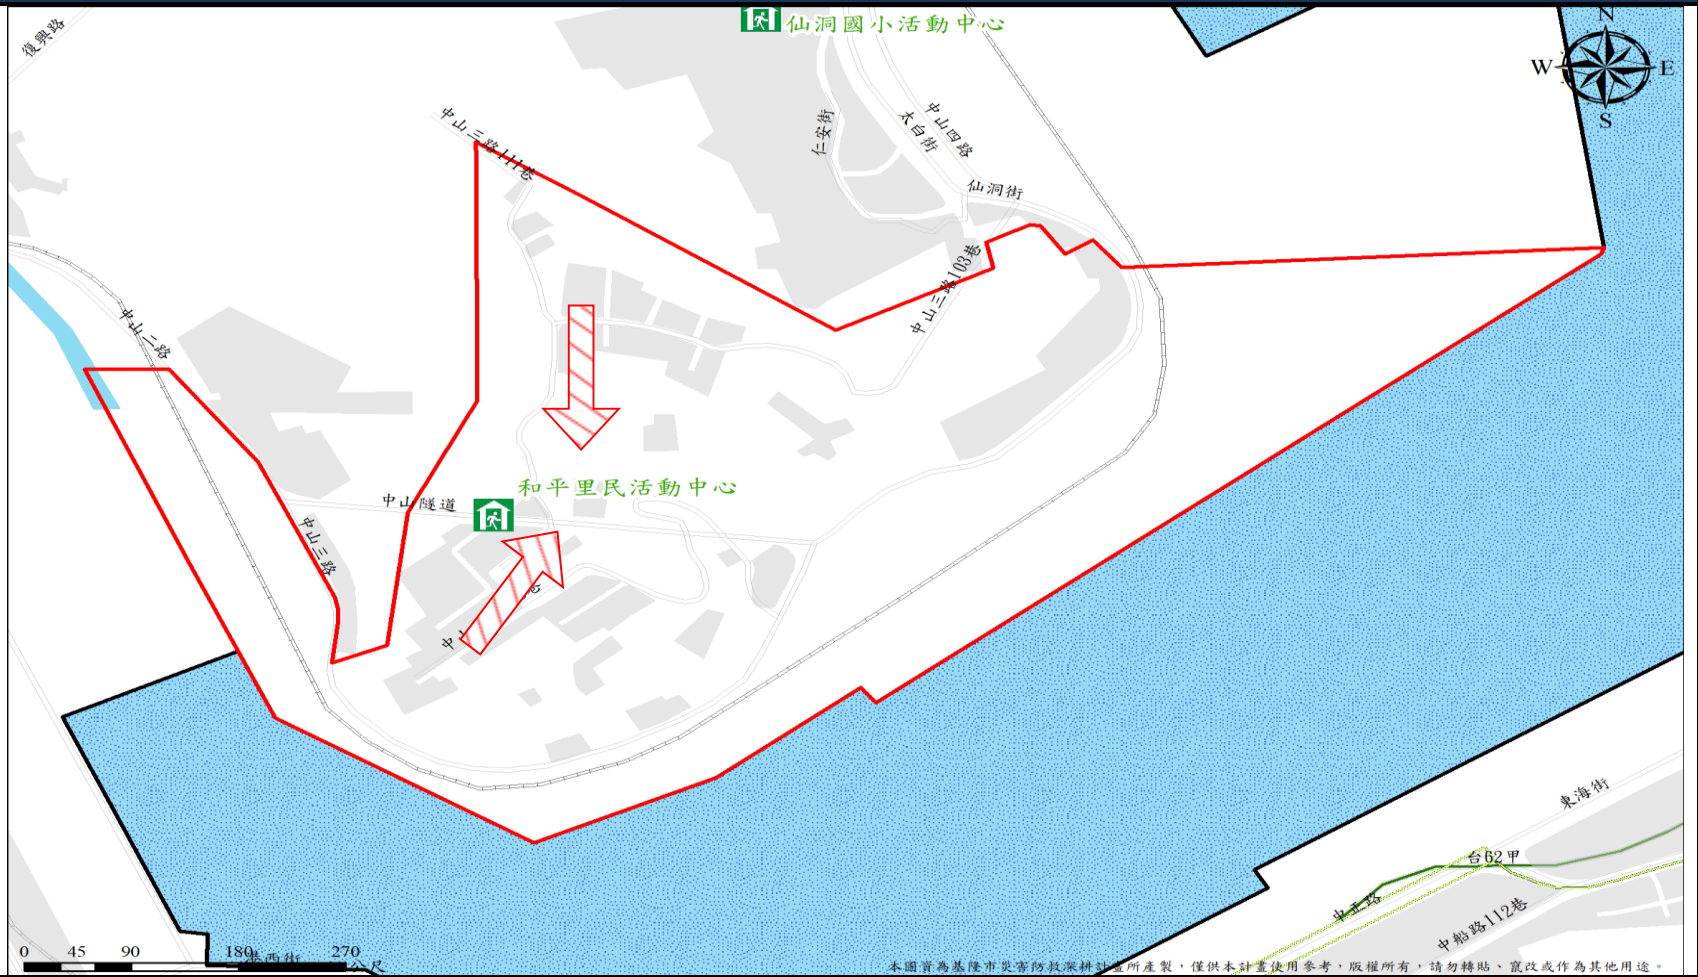 仙洞國小活動中心
N
W
E
S
復興路
中山三路111巷
仁安街
太白街
中山四路
仙洞街
中山三路103巷
中山二路
和平里民活動中心
中山隧道
中山三路
東海街
台62甲
中正路
中船路112巷
0 45 90 180 270
港西街
公尺
本圖資為基隆市災害防救深耕計畫所產製，僅供本計畫使用參考，版權所有，請勿轉貼、竄改或作為其他用途。